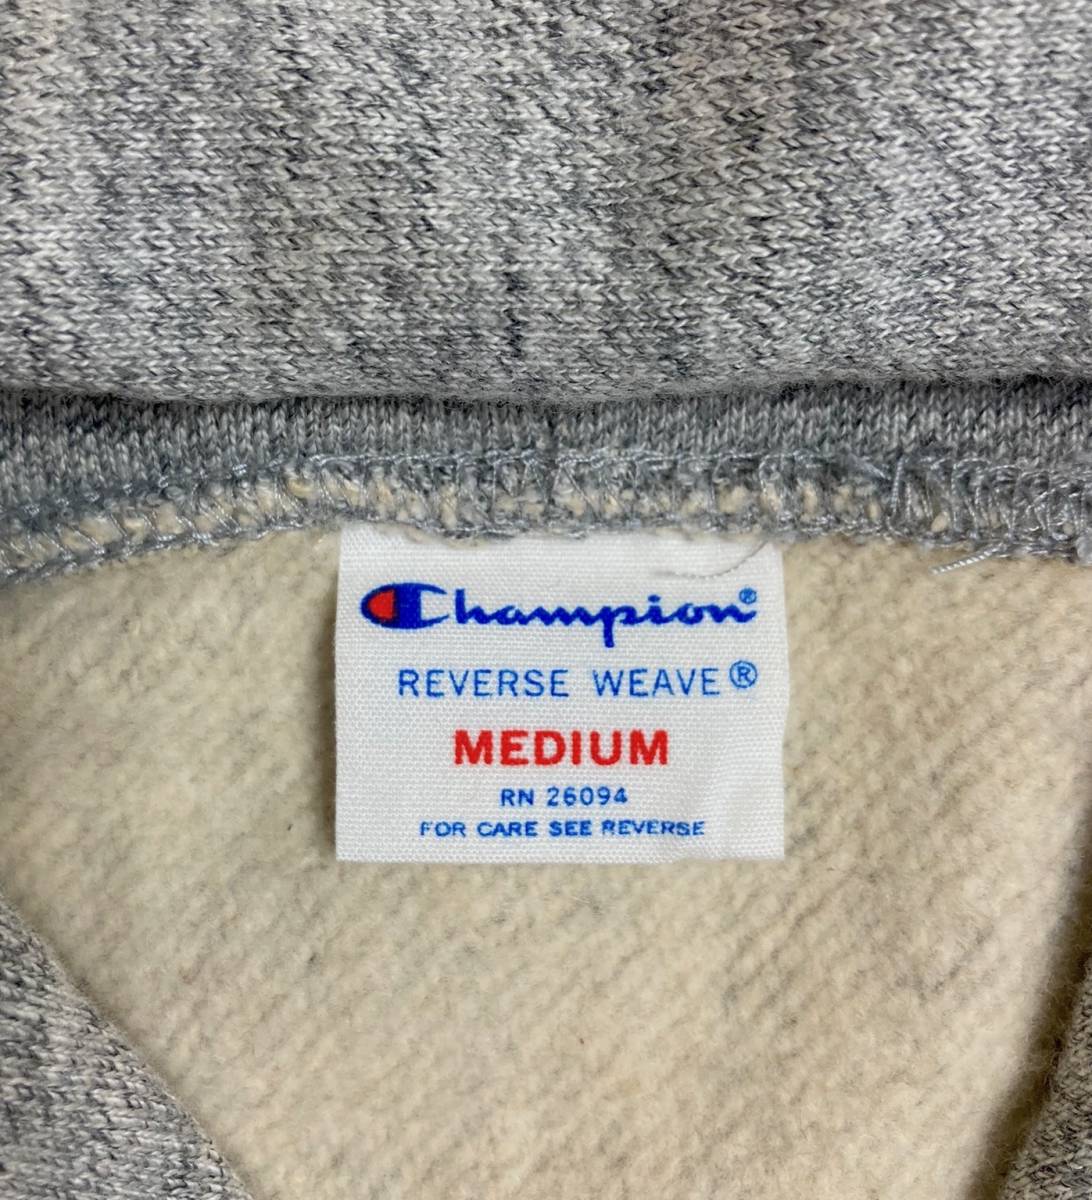 Champion®
REVERSE WEAVE®
MEDIUM
RN 26094
FOR CARE SEE REVERSE